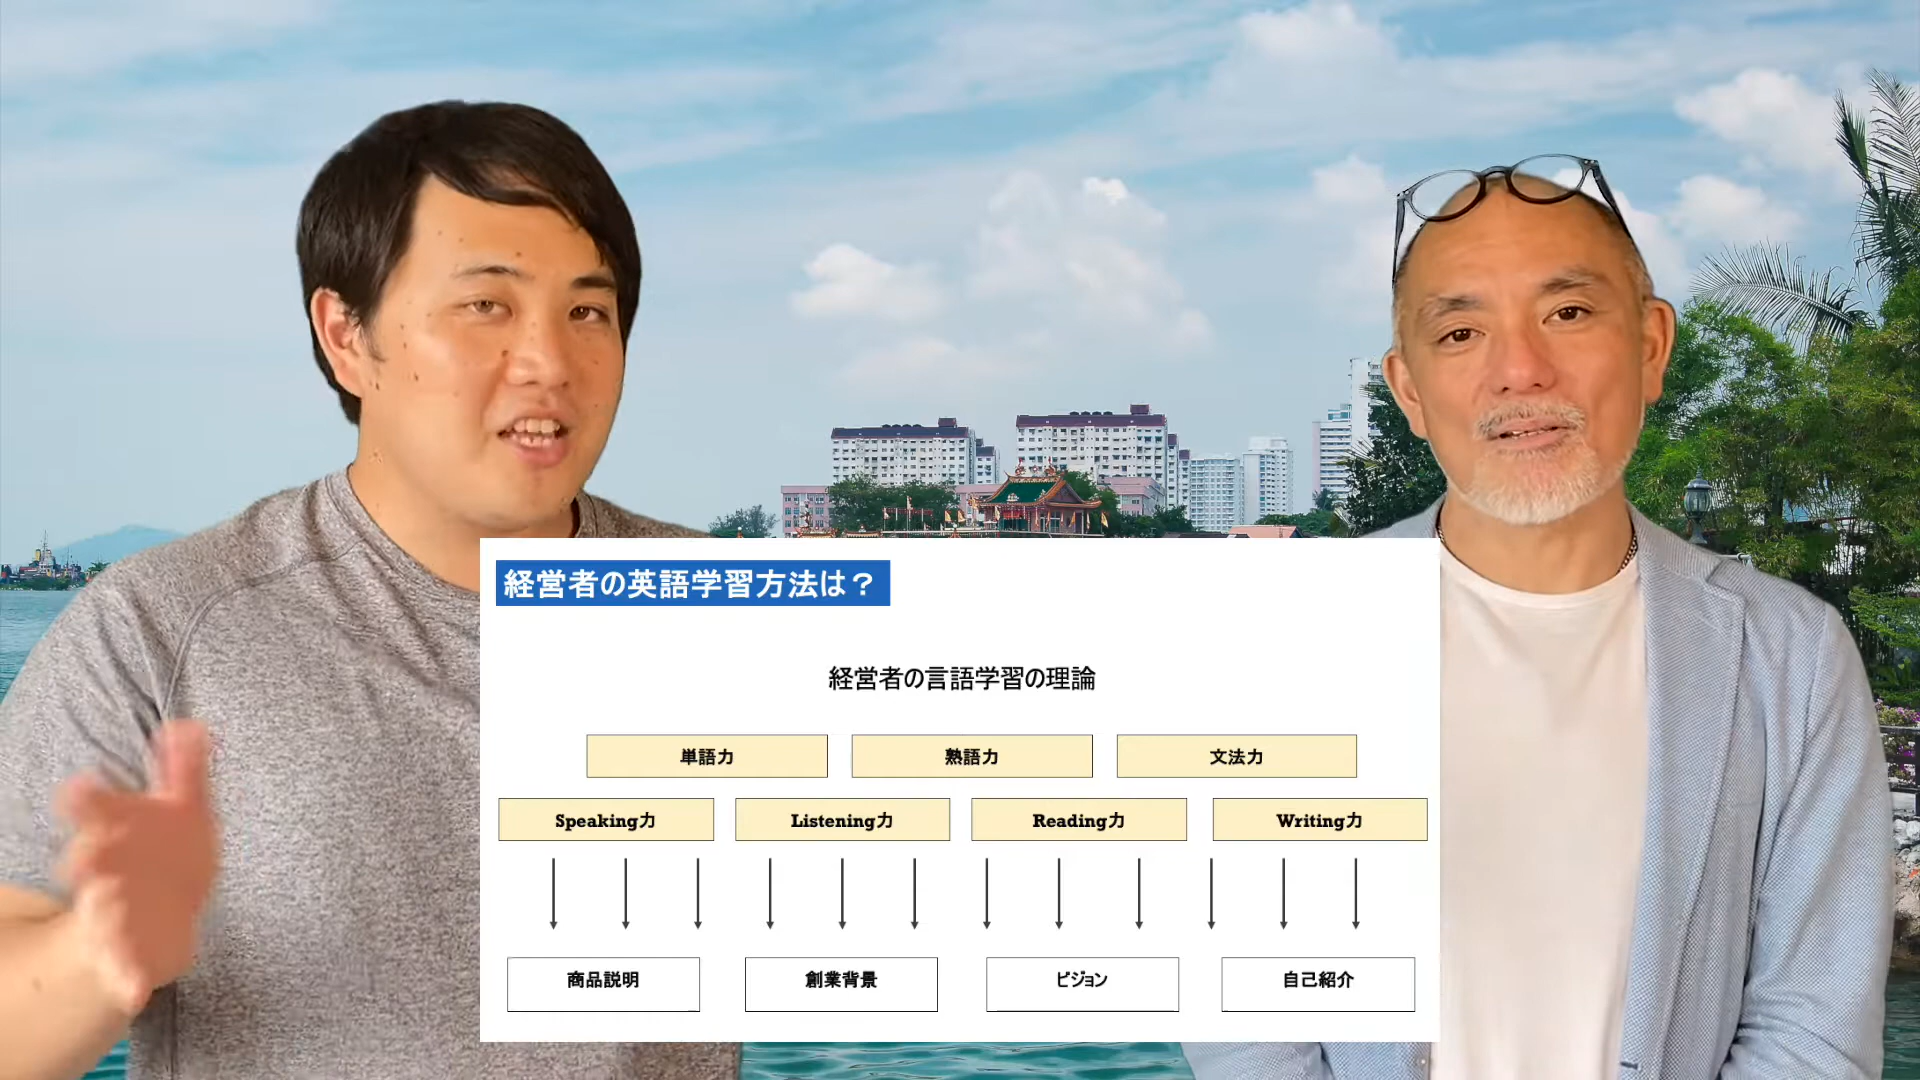 経営者の英語学習方法は？
経営者の言語学習の理論
単語力 熟語力 文法力
Speaking力 Listening力 Reading力 Writing力
商品説明 創業背景 ビジョン 自己紹介